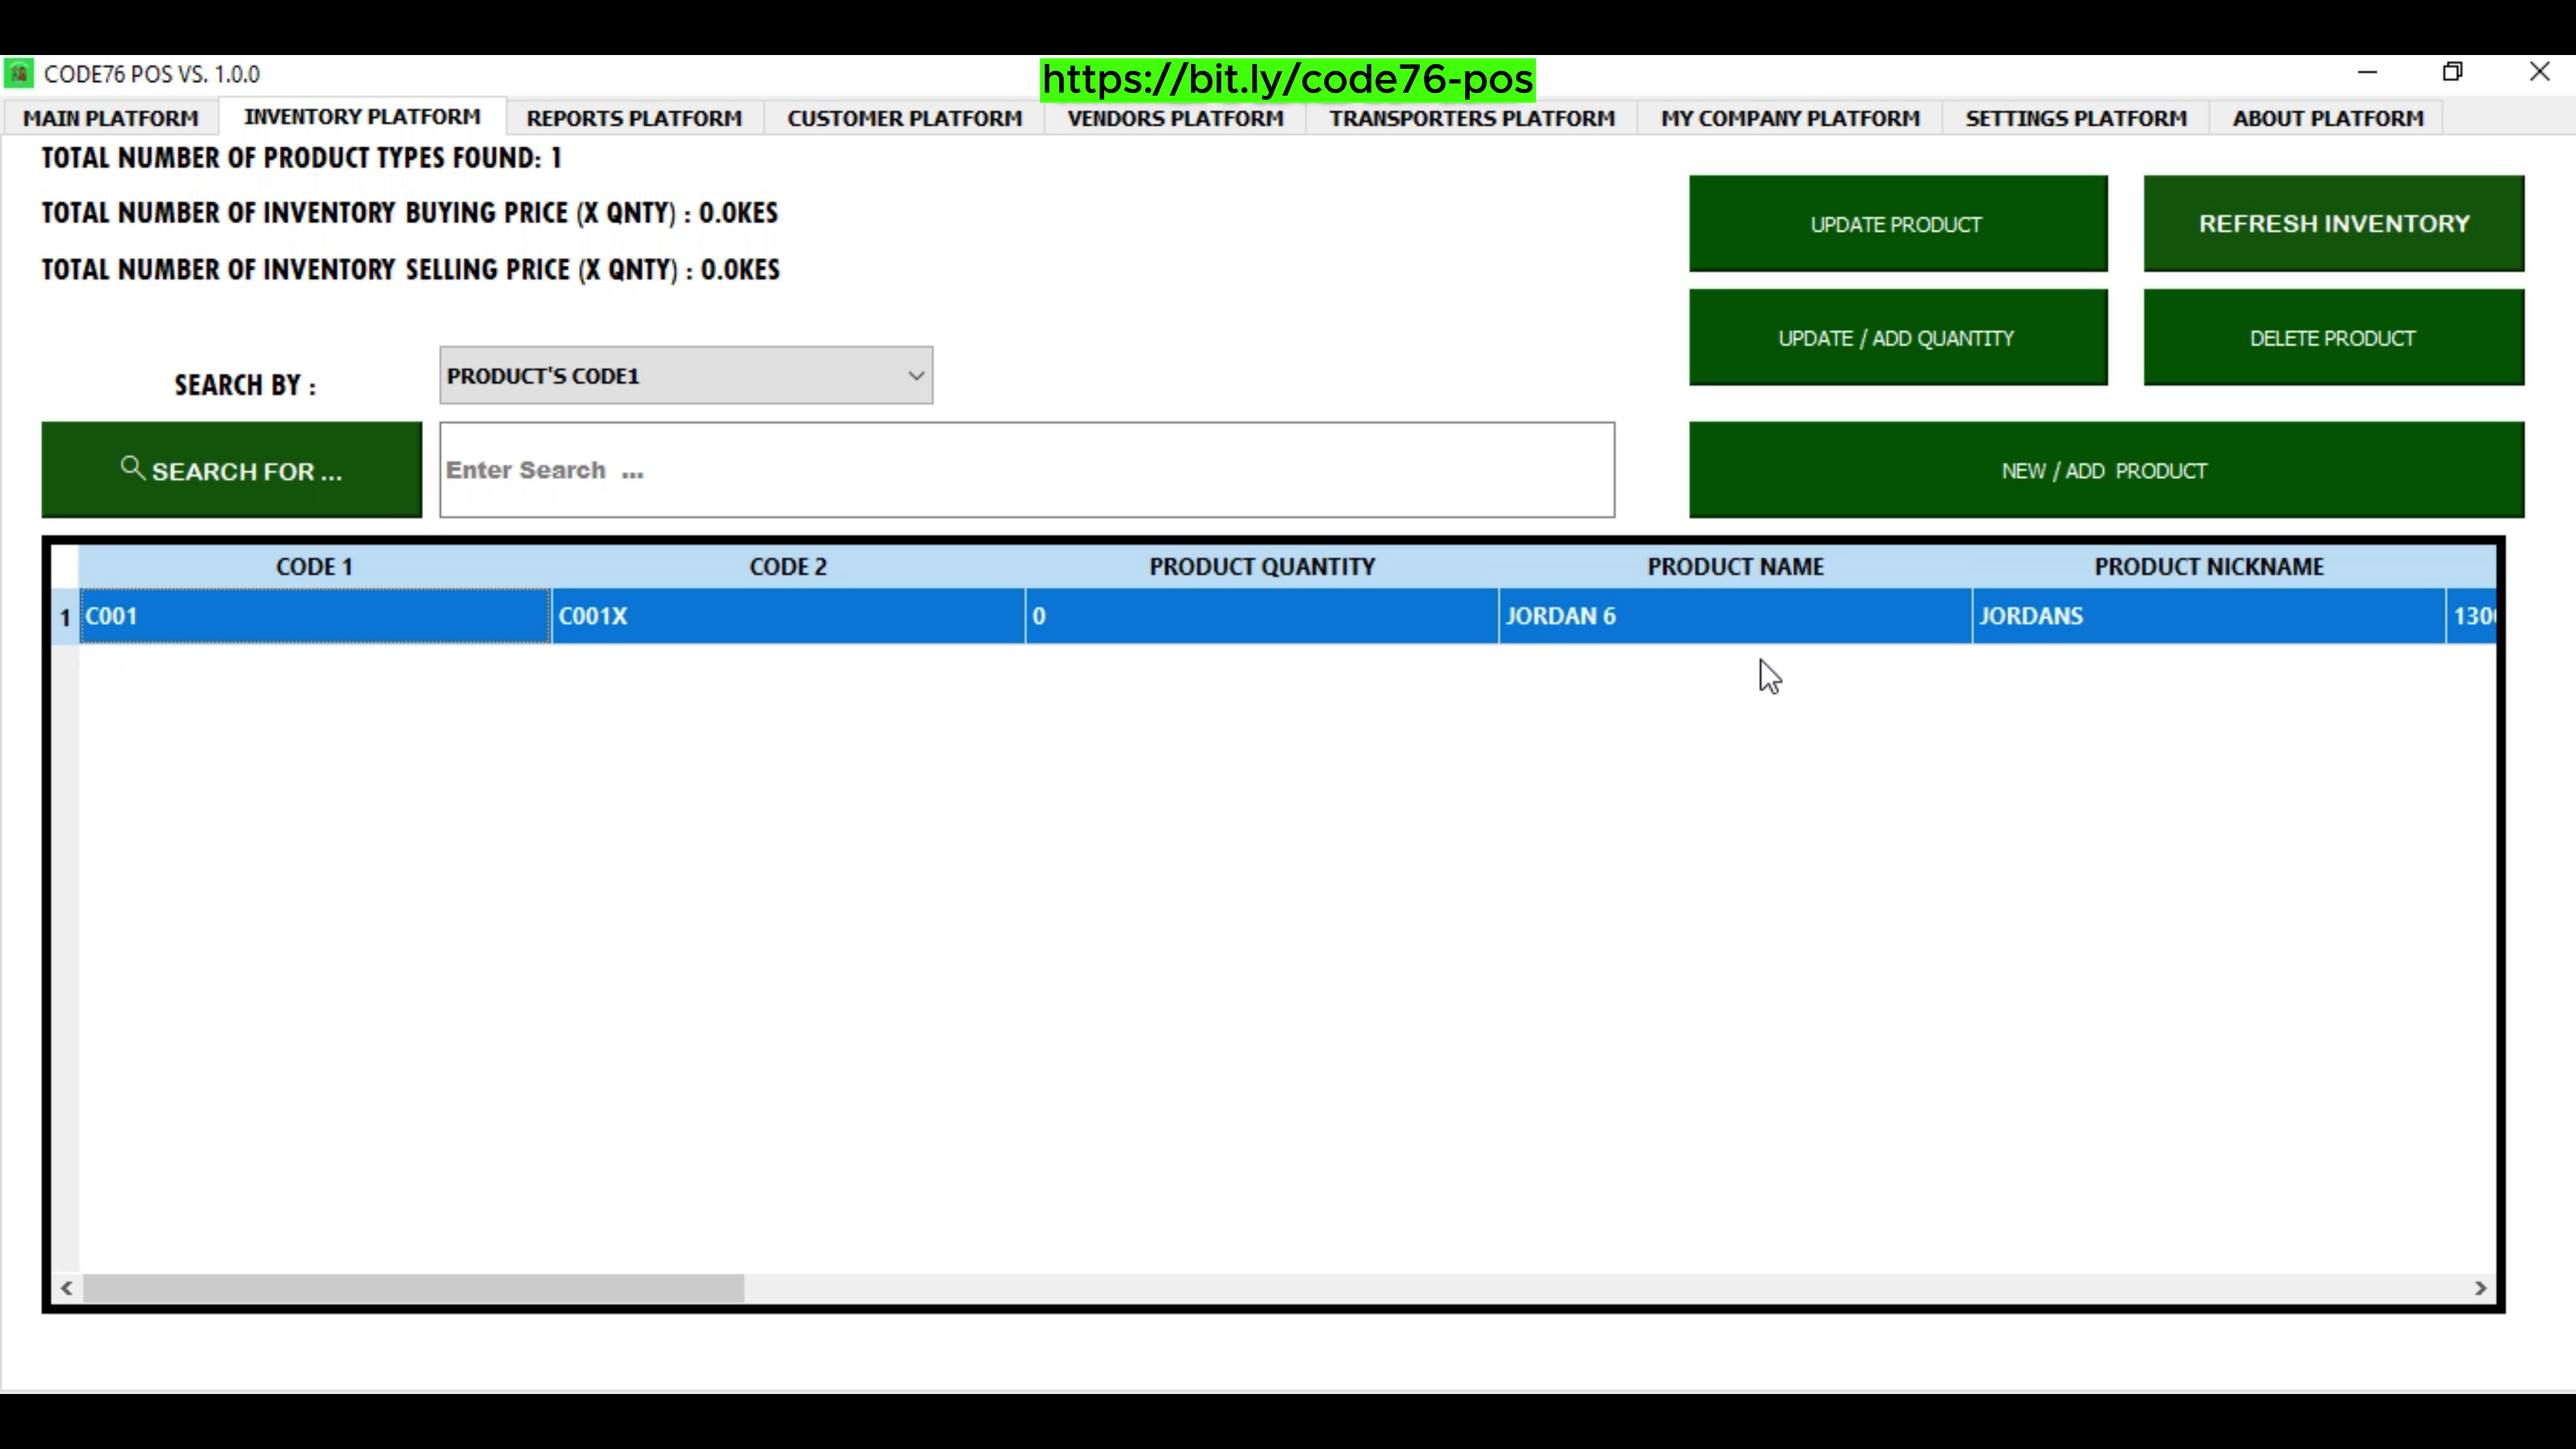 CODE76 POS VS. 1.0.0
https://bit.ly/code76-pos
MAIN PLATFORM INVENTORY PLATFORM REPORTS PLATFORM CUSTOMER PLATFORM VENDORS PLATFORM TRANSPORTERS PLATFORM MY COMPANY PLATFORM SETTINGS PLATFORM ABOUT PLATFORM
TOTAL NUMBER OF PRODUCT TYPES FOUND: 1
TOTAL NUMBER OF INVENTORY BUYING PRICE (X QNTY) : 0.0KES
TOTAL NUMBER OF INVENTORY SELLING PRICE (X QNTY) : 0.0KES
UPDATE PRODUCT REFRESH INVENTORY
UPDATE / ADD QUANTITY DELETE PRODUCT
SEARCH BY : PRODUCT'S CODE1
SEARCH FOR ... Enter Search ... NEW / ADD PRODUCT
CODE 1 CODE 2 PRODUCT QUANTITY PRODUCT NAME PRODUCT NICKNAME
1 C001 C001X 0 JORDAN 6 JORDANS